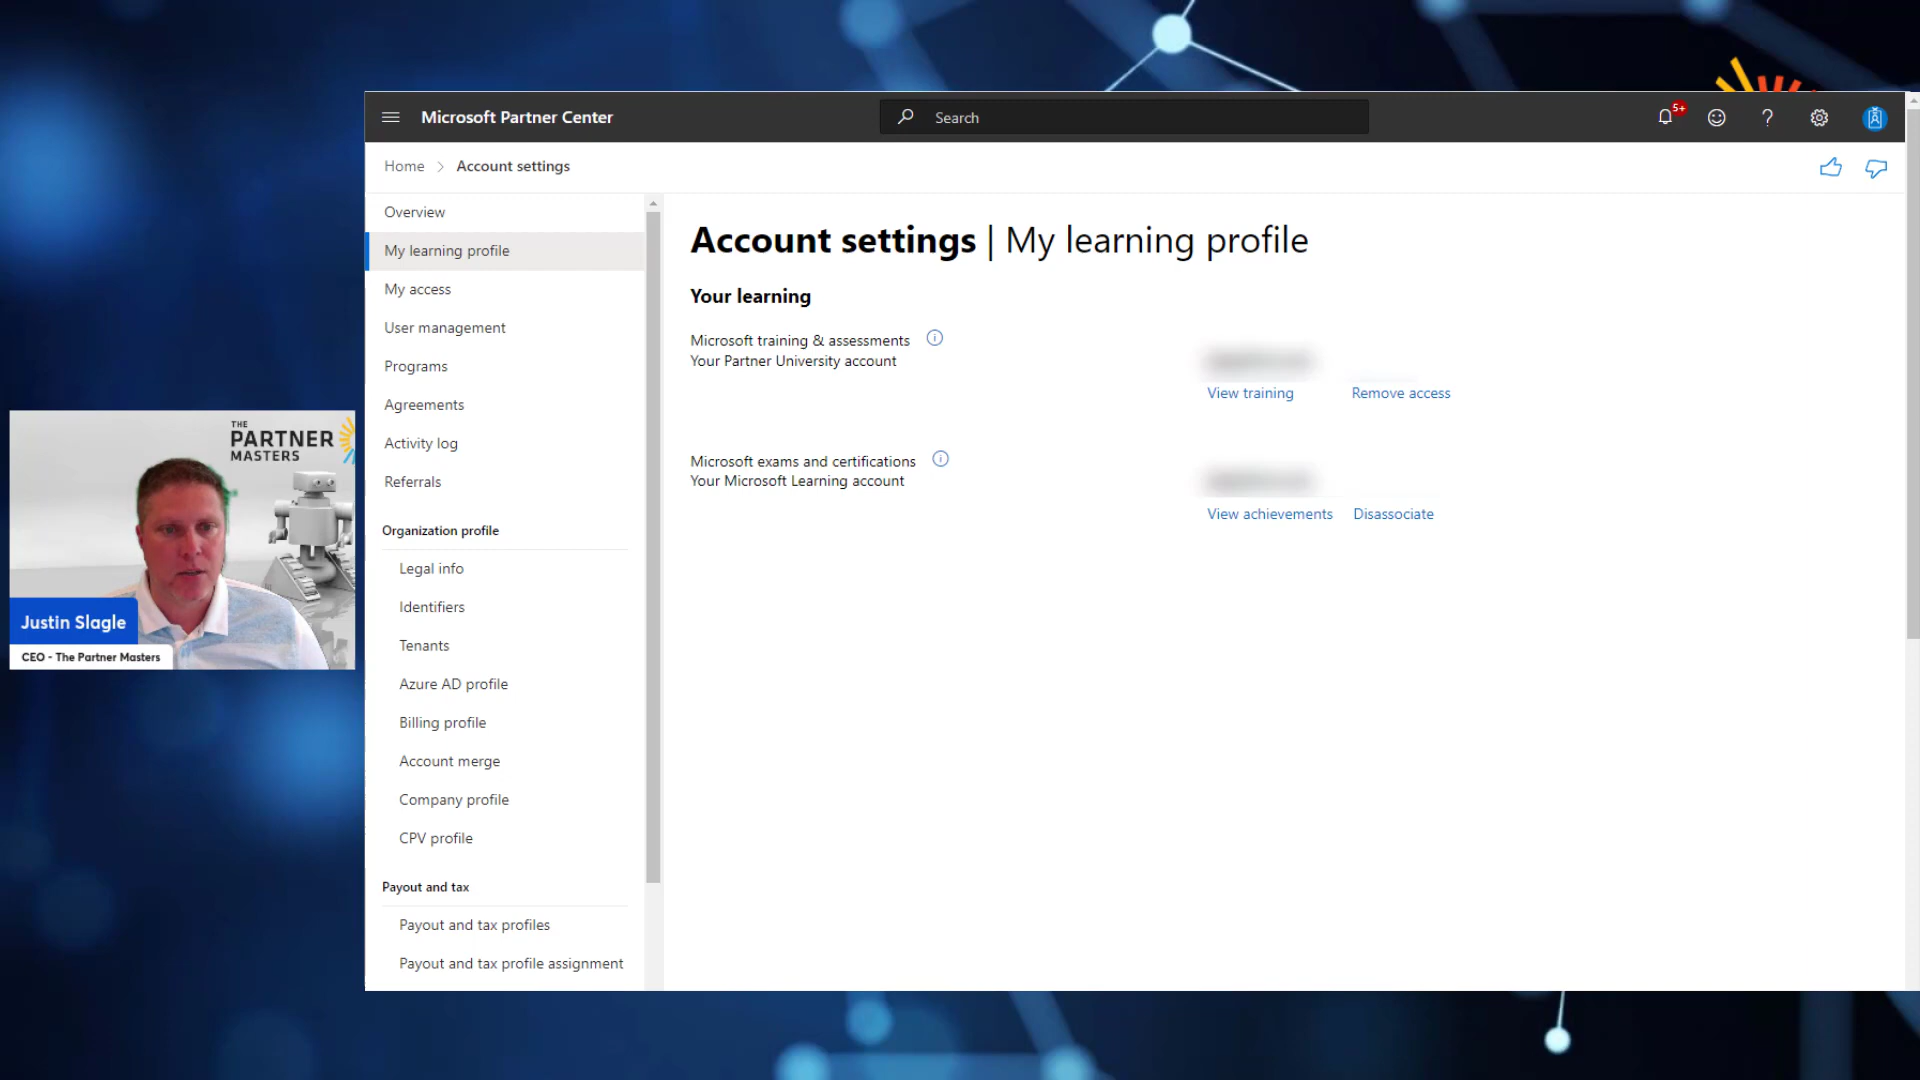 Microsoft Partner Center
Search
5+
Home > Account settings
Overview
My learning profile
My access
User management
Programs
Agreements
Activity log
Referrals
Organization profile
Legal info
Identifiers
Tenants
Azure AD profile
Billing profile
Account merge
Company profile
CPV profile
Payout and tax
Payout and tax profiles
Payout and tax profile assignment
Account settings | My learning profile
Your learning
Microsoft training & assessments
Your Partner University account
View training
Remove access
Microsoft exams and certifications
Your Microsoft Learning account
View achievements
Disassociate
THE
PARTNER
MASTERS
Justin Slagle
CEO - The Partner Masters